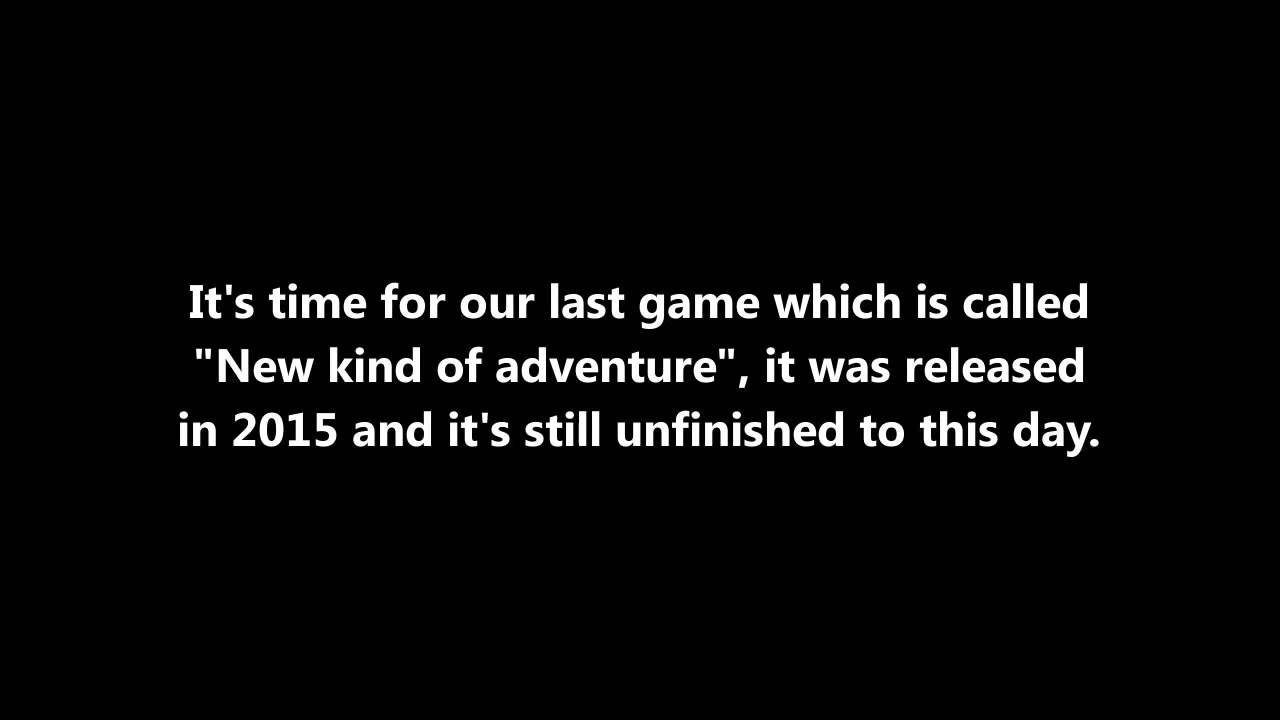 It's time for our last game which is called
"New kind of adventure", it was released
in 2015 and it's still unfinished to this day.